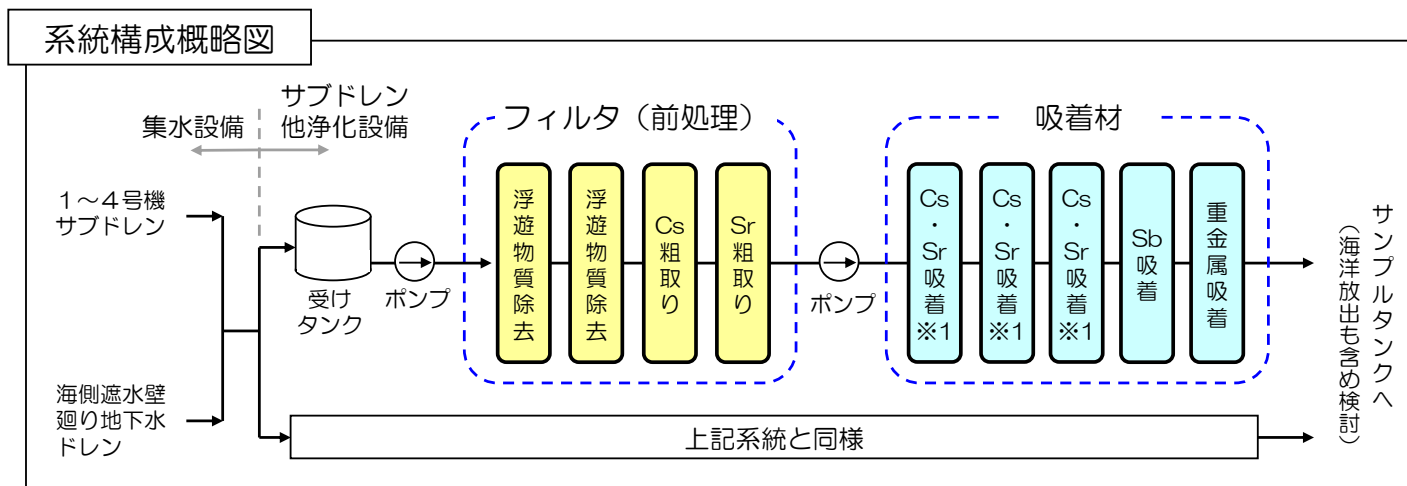 系統構成概略図
集水設備
サブドレン
他浄化設備
1~4号機
サブドレン
海側遮水壁
廻り地下水
ドレン
受け
タンク
ポンプ
フィルタ（前処理）
浮遊物質除去
浮遊物質除去
Cs粗取り
Sr粗取り
ポンプ
吸着材
Cs・Sr吸着※1
Cs・Sr吸着※1
Cs・Sr吸着※1
Sb吸着
重金属吸着
サンプルタンクへ
（海洋放出も含め検討）
上記系統と同様